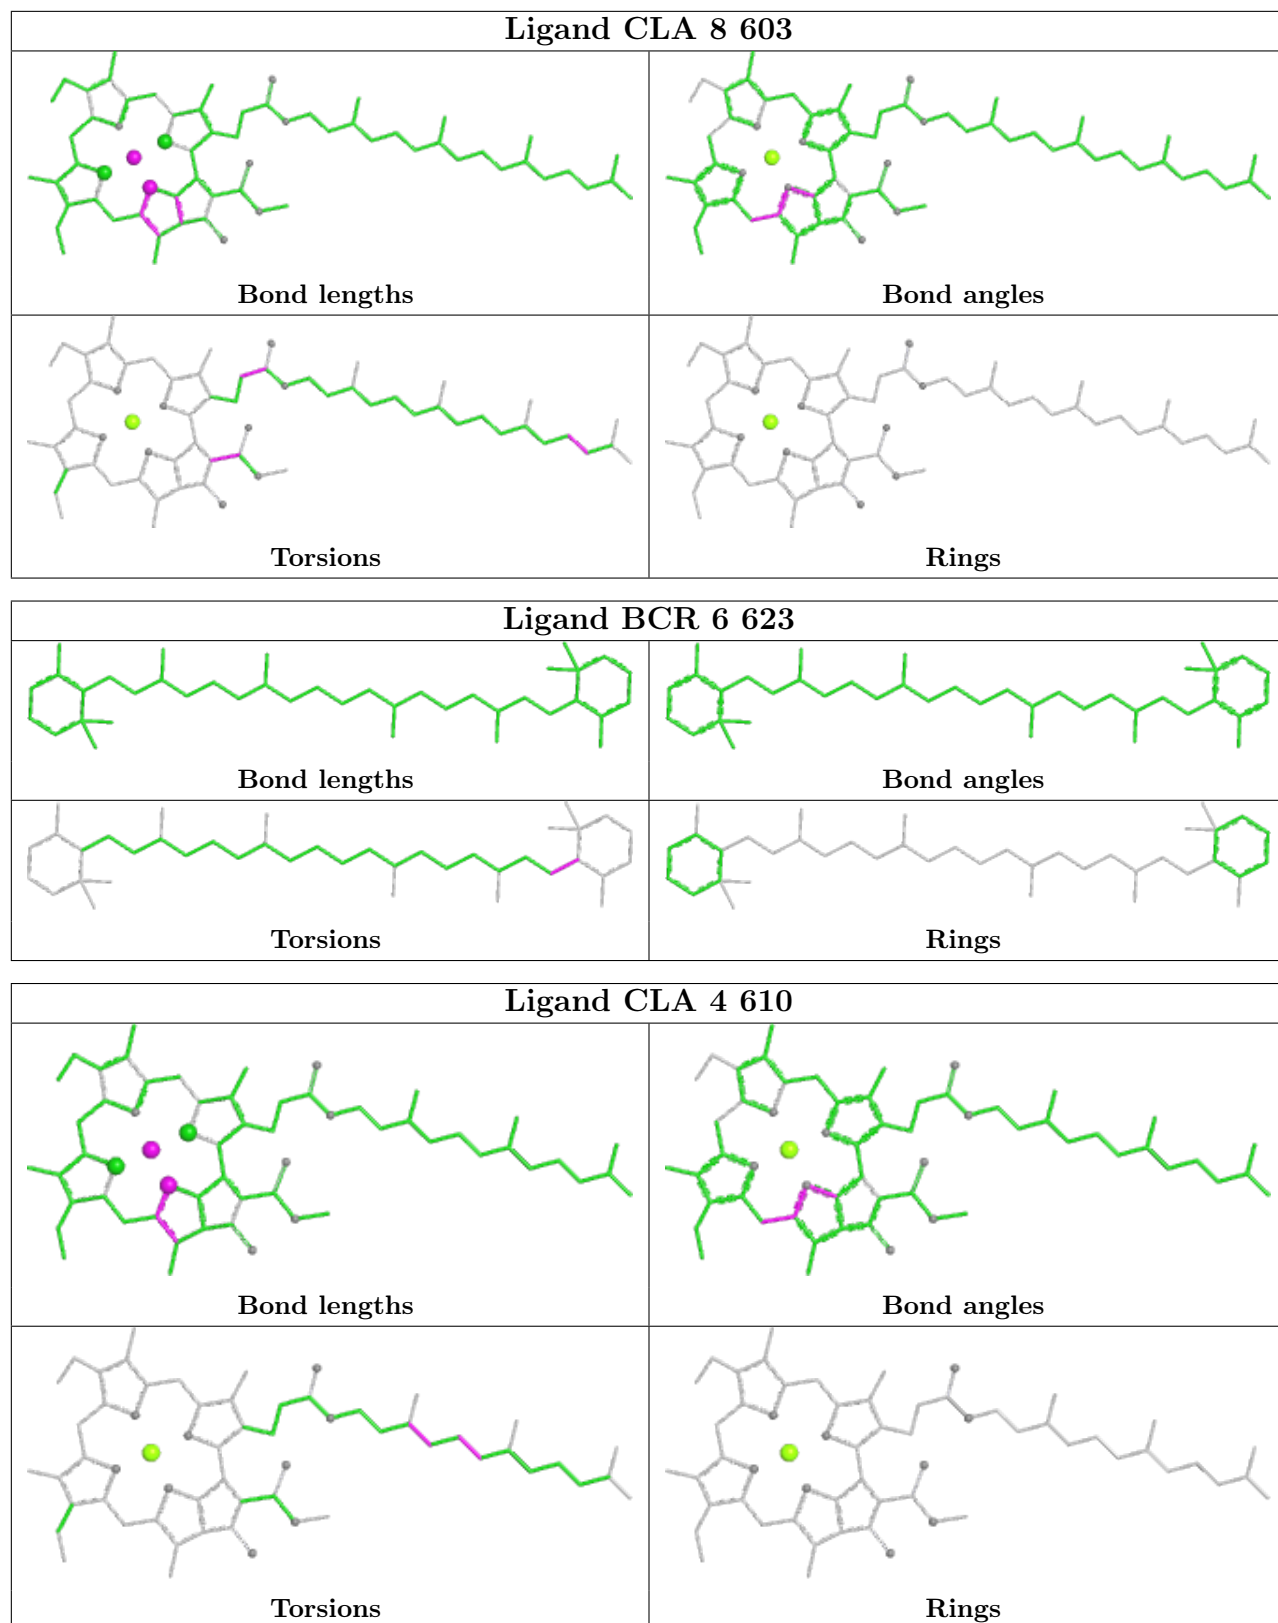 Ligand CLA 8 603
Bond lengths
Bond angles
Torsions
Rings
Ligand BCR 6 623
Bond lengths
Bond angles
Torsions
Rings
Ligand CLA 4 610
Bond lengths
Bond angles
Torsions
Rings